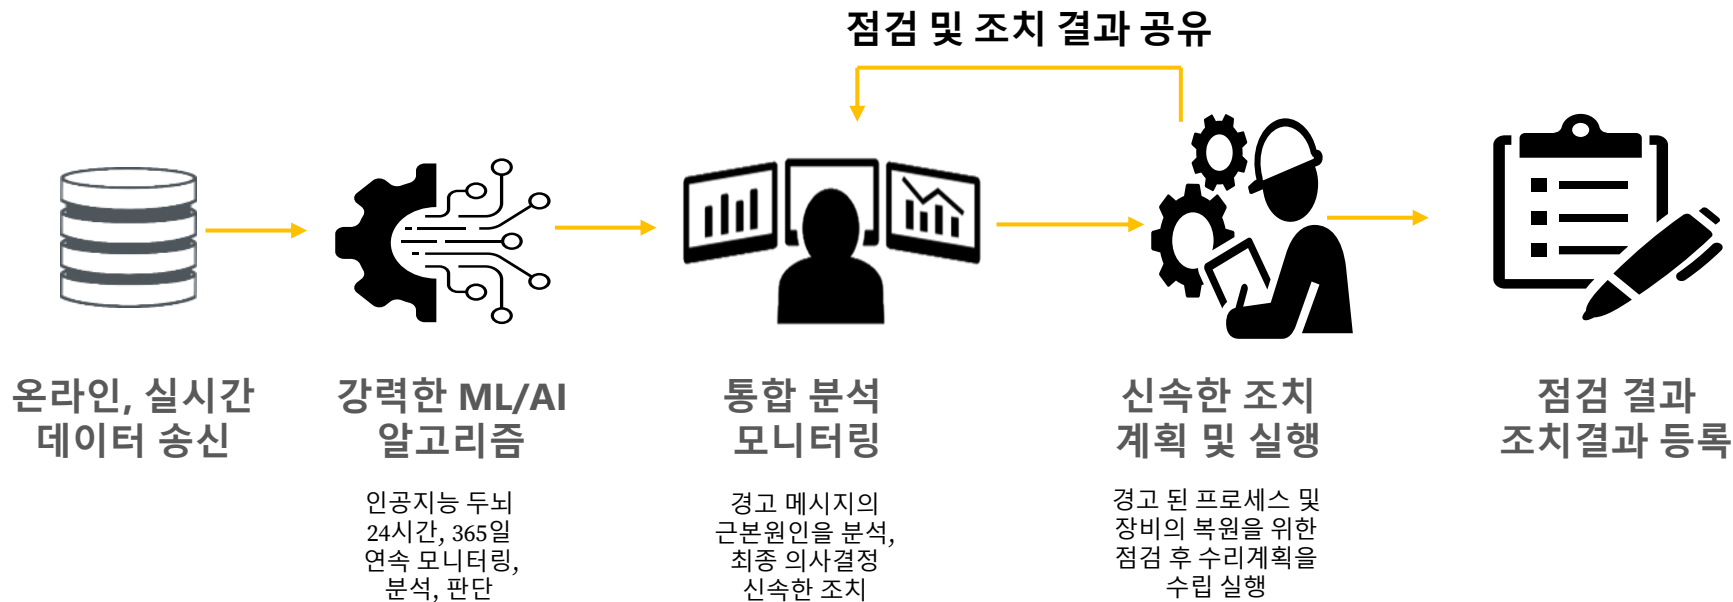 점검 및 조치 결과 공유
온라인, 실시간
데이터 송신
강력한 ML/AI
알고리즘
인공지능 두뇌
24시간, 365일
연속 모니터링,
분석, 판단
통합 분석
모니터링
경고 메시지의
근본원인을 분석,
최종 의사결정
신속한 조치
신속한 조치
계획 및 실행
경고 된 프로세스 및
장비의 복원을 위한
점검 후 수리계획을
수립 실행
점검 결과
조치결과 등록